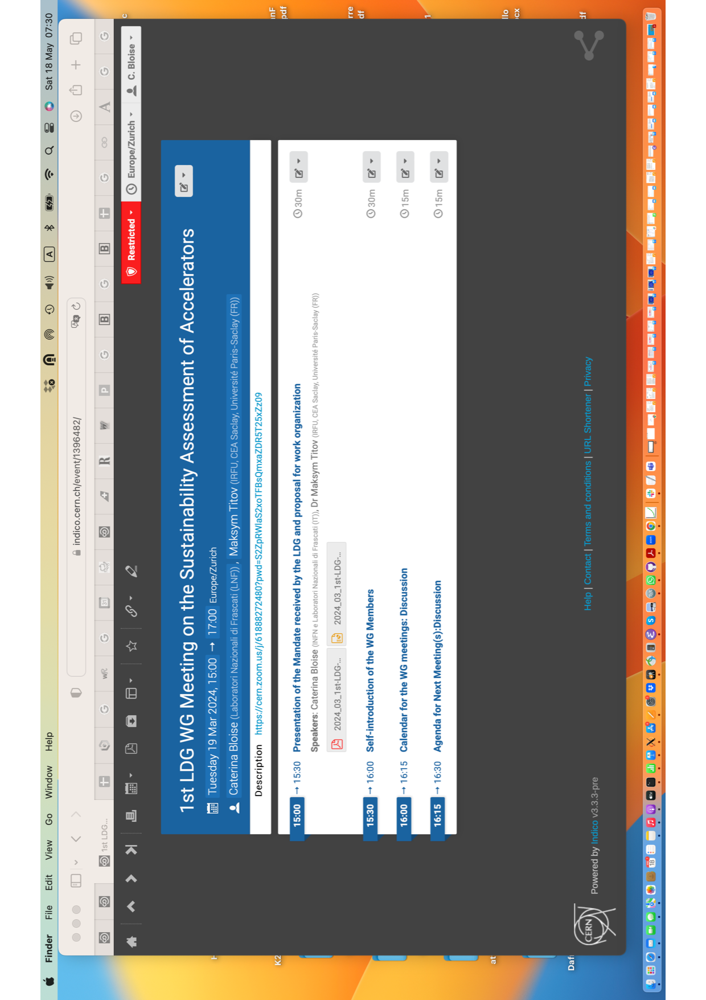 Finder File Edit View Go Window Help
Sat 18 May 07:30
indico.cern.ch/event/1396482/
1st LDG...
Restricted
Europe/Zurich
C. Bloise
1st LDG WG Meeting on the Sustainability Assessment of Accelerators
Tuesday 19 Mar 2024, 15:00 → 17:00 Europe/Zurich
Caterina Bloise (Laboratori Nazionali di Frascati (LNF)), Maksym Titov (IRFU, CEA Saclay, Université Paris-Saclay (FR))
Description https://cern.zoom.us/j/61888272480?pwd=S2ZpRWlaS2xoTFBsQmxaZDR5T25xZz09
15:00 → 15:30 Presentation of the Mandate received by the LDG and proposal for work organization 30m
Speakers: Caterina Bloise (INFN e Laboratori Nazionali di Frascati (IT)), Dr Maksym Titov (IRFU, CEA Saclay, Université Paris-Saclay (FR))
2024_03_1st-LDG-... 2024_03_1st-LDG-...
15:30 → 16:00 Self-introduction of the WG Members 30m
16:00 → 16:15 Calendar for the WG meetings: Discussion 15m
16:15 → 16:30 Agenda for Next Meeting(s):Discussion 15m
CERN
Powered by Indico v3.3.3-pre
Help | Contact | Terms and conditions | URL Shortener | Privacy